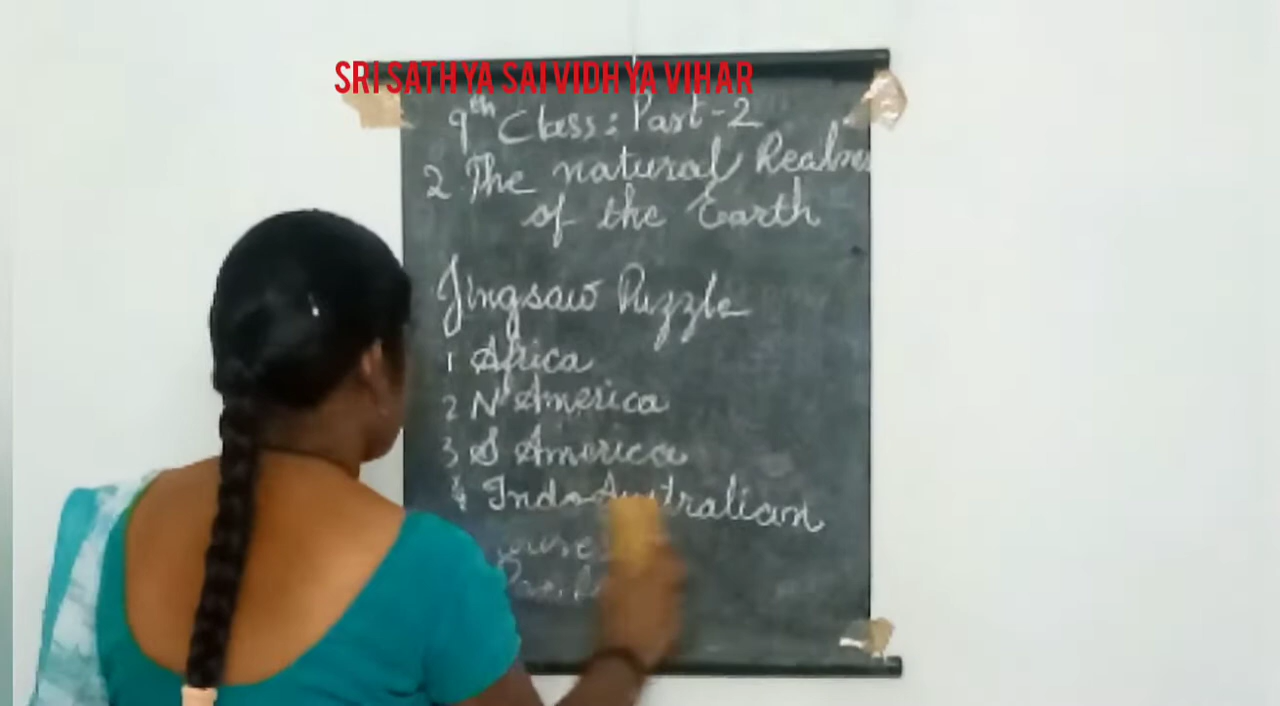 SRI SATHYA SAI VIDHYA VIHAR
9th Class: Part-2
2. The natural Realms
of the Earth
Jingsaw Puzzle
1 Africa
2 N America
3 S America
4 Indo Australian